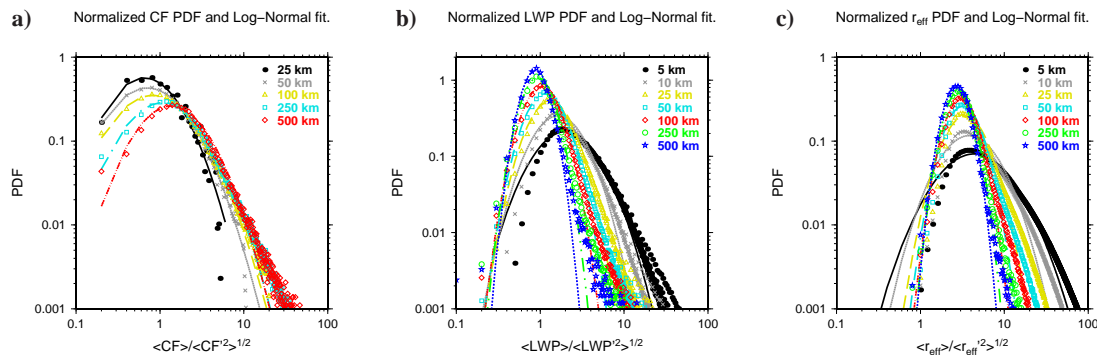 a)
Normalized CF PDF and Log−Normal fit.
PDF
1
0.1
0.01
0.001
0.1
1
10
100
25 km
50 km
100 km
250 km
500 km
<CF>/<CF'²>^1/2
b)
Normalized LWP PDF and Log−Normal fit.
PDF
1
0.1
0.01
0.001
0.1
1
10
100
5 km
10 km
25 km
50 km
100 km
250 km
500 km
<LWP>/<LWP'²>^1/2
c)
Normalized r_eff PDF and Log−Normal fit.
PDF
1
0.1
0.01
0.001
0.1
1
10
100
5 km
10 km
25 km
50 km
100 km
250 km
500 km
<r_eff>/<r_eff'²>^1/2